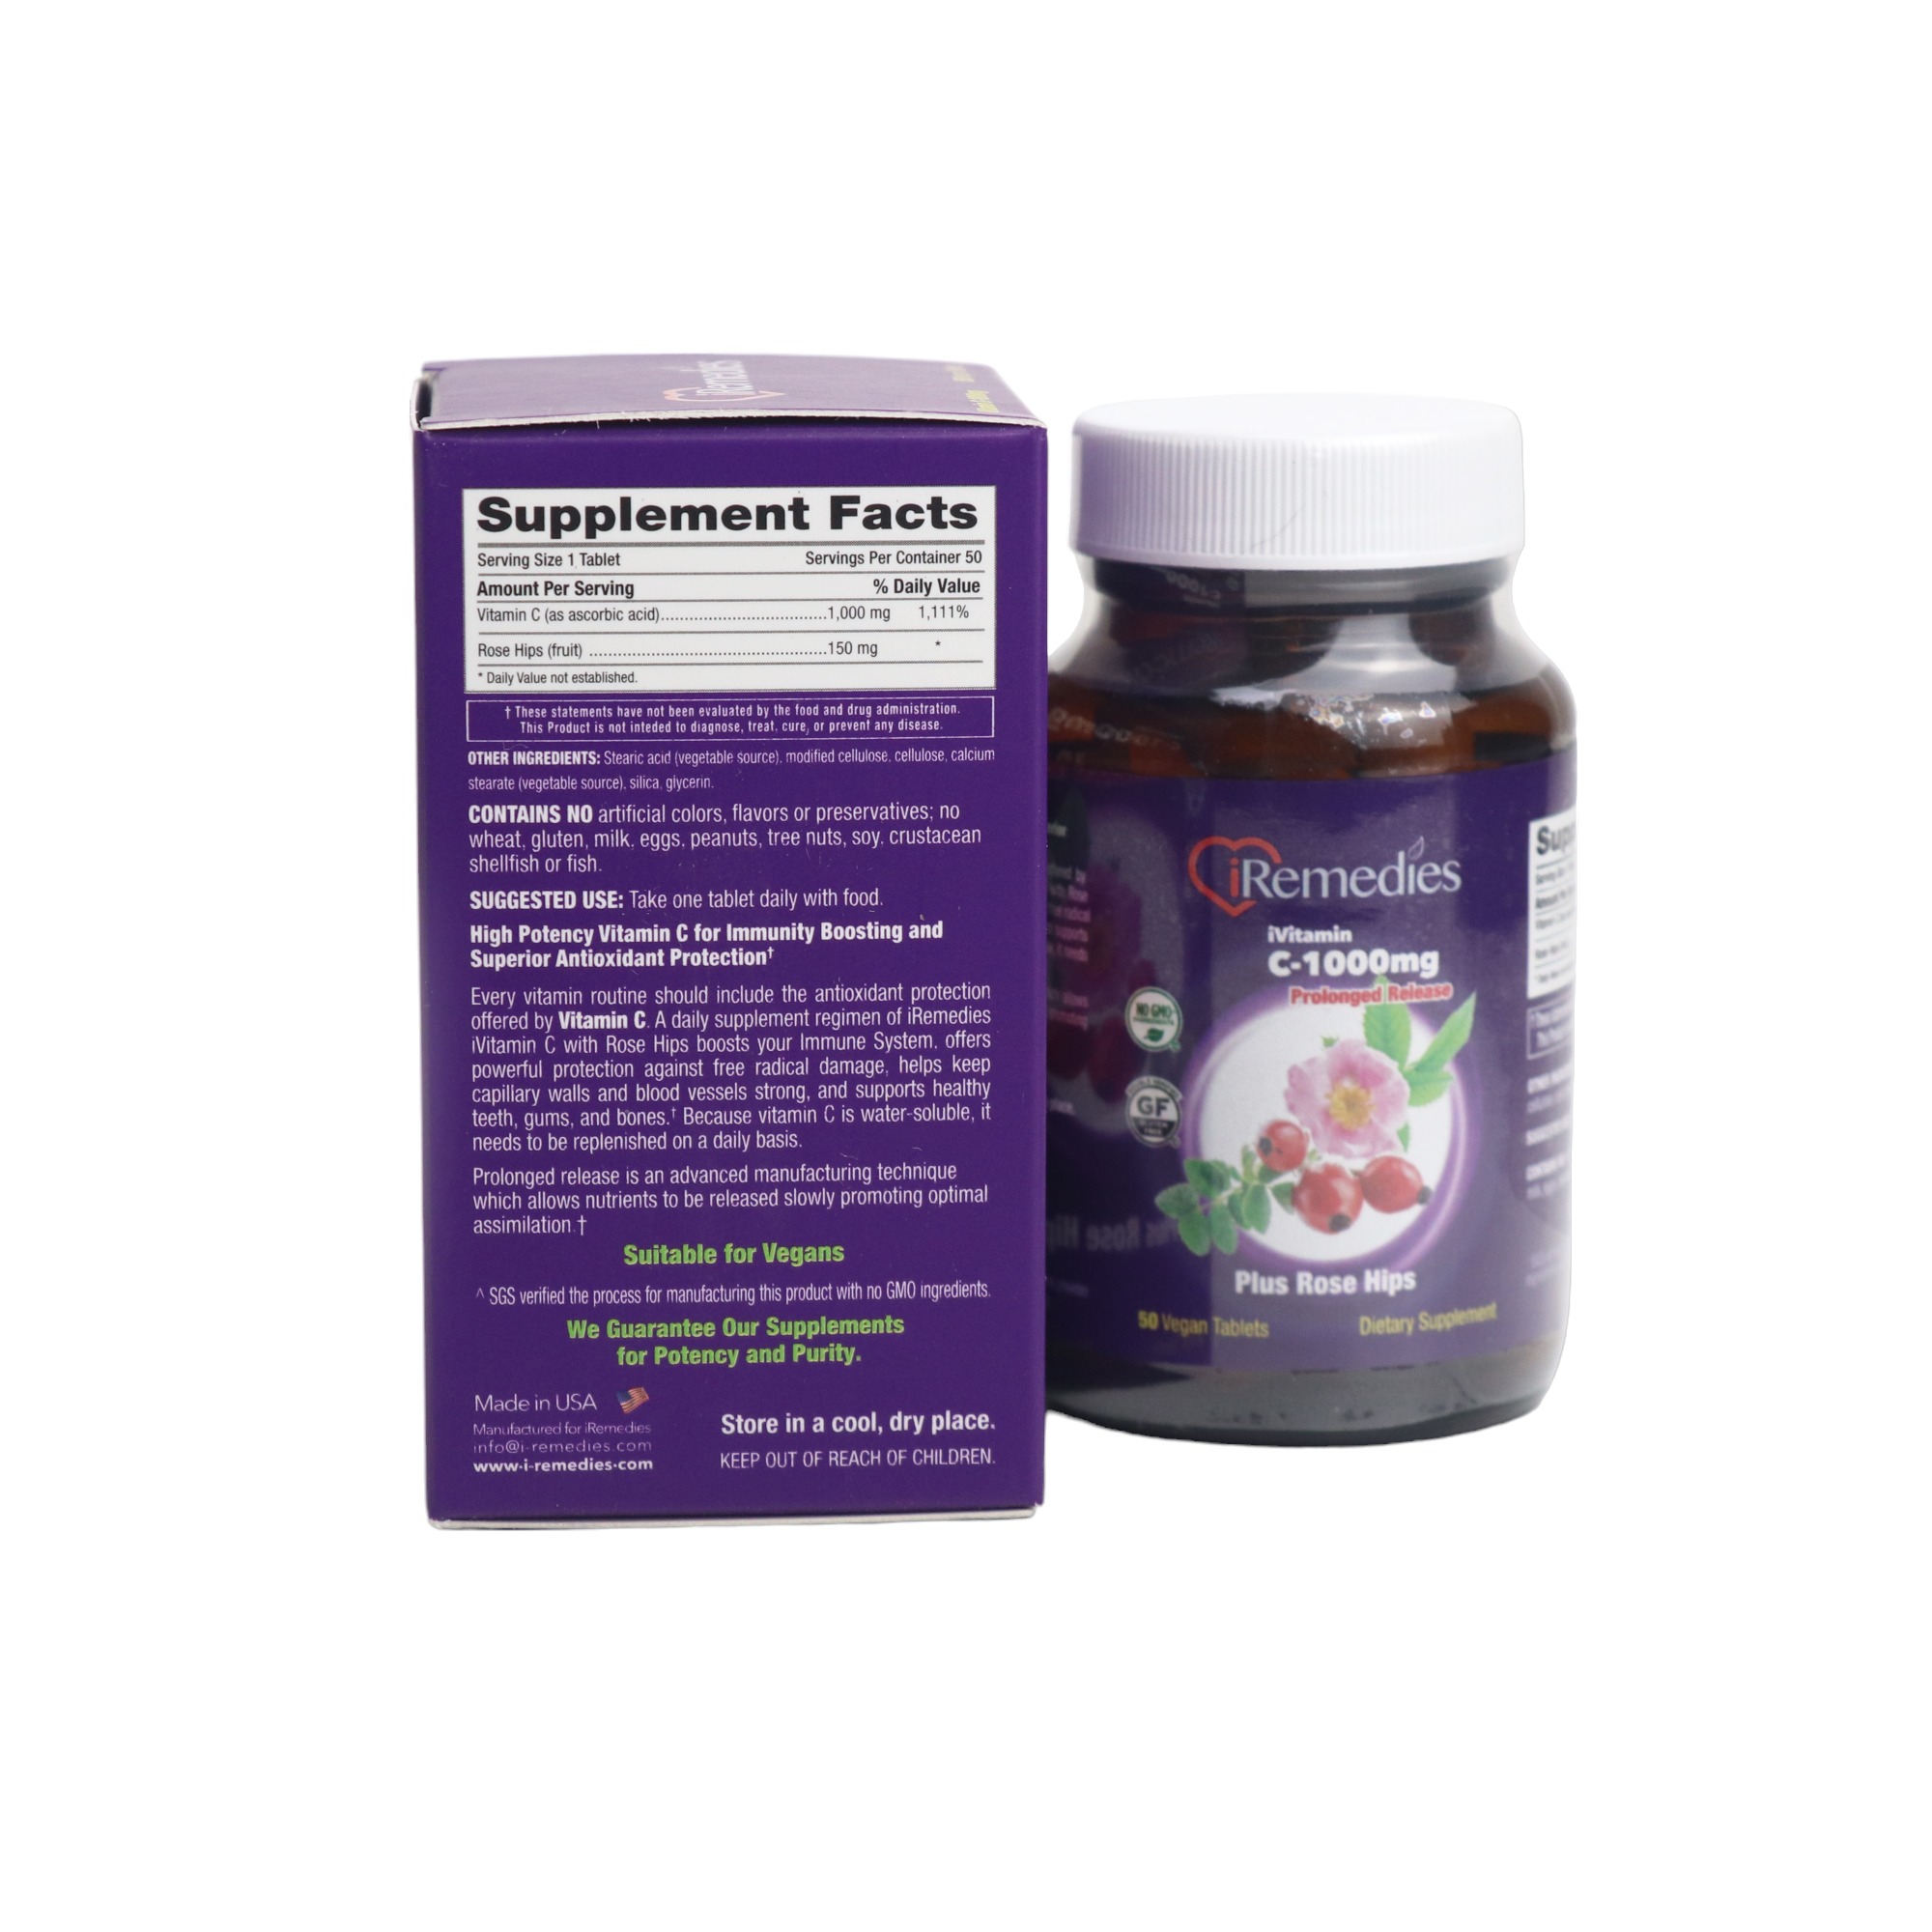 iRemedies
Supplement Facts
Serving Size 1 Tablet Servings Per Container 50
Amount Per Serving % Daily Value
Vitamin C (as ascorbic acid)........................................1,000 mg 1,111%
Rose Hips (fruit) .........................................................150 mg *
* Daily Value not established.
† These statements have not been evaluated by the food and drug administration.
This Product is not inteded to diagnose, treat, cure, or prevent any disease.
OTHER INGREDIENTS: Stearic acid (vegetable source), modified cellulose, cellulose, calcium
stearate (vegetable source), silica, glycerin.
CONTAINS NO artificial colors, flavors or preservatives; no
wheat, gluten, milk, eggs, peanuts, tree nuts, soy, crustacean
shellfish or fish.
SUGGESTED USE: Take one tablet daily with food.
High Potency Vitamin C for Immunity Boosting and
Superior Antioxidant Protection†
Every vitamin routine should include the antioxidant protection
offered by Vitamin C. A daily supplement regimen of iRemedies
iVitamin C with Rose Hips boosts your Immune System, offers
powerful protection against free radical damage, helps keep
capillary walls and blood vessels strong, and supports healthy
teeth, gums, and bones.† Because vitamin C is water-soluble, it
needs to be replenished on a daily basis.
Prolonged release is an advanced manufacturing technique
which allows nutrients to be released slowly promoting optimal
assimilation.†
Suitable for Vegans
^ SGS verified the process for manufacturing this product with no GMO ingredients.
We Guarantee Our Supplements
for Potency and Purity.
Made in USA
Manufactured for iRemedies
info@i-remedies.com
www.i-remedies.com
Store in a cool, dry place.
KEEP OUT OF REACH OF CHILDREN.
iRemedies
iVitamin
C-1000mg
Prolonged Release
NO GMO
GF
Plus Rose Hips
50 Vegan Tablets Dietary Supplement